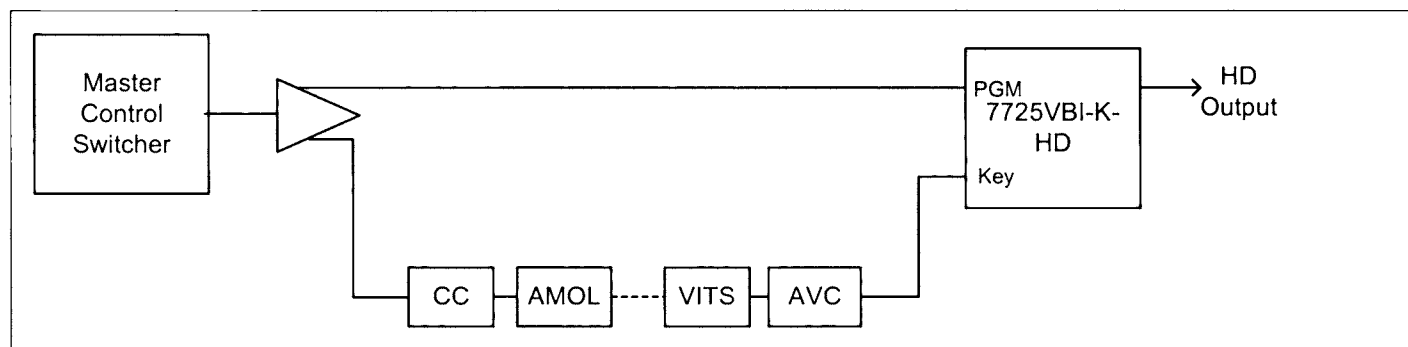 Master
Control
Switcher
PGM
7725VBI-K-
HD
Key
HD
Output
CC
AMOL
VITS
AVC